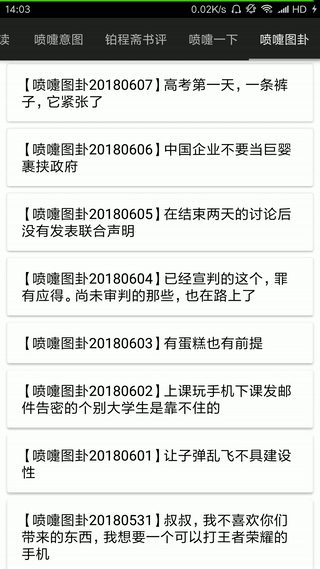 14:03 0.02K/s HD
读 喷嚏意图 铂程斋书评 喷嚏一下 喷嚏图卦
【喷嚏图卦20180607】高考第一天，一条裤
子，它紧张了
【喷嚏图卦20180606】中国企业不要当巨婴
裹挟政府
【喷嚏图卦20180605】在结束两天的讨论后
没有发表联合声明
【喷嚏图卦20180604】已经宣判的这个，罪
有应得。尚未审判的那些，也在路上了
【喷嚏图卦20180603】有蛋糕也有前提
【喷嚏图卦20180602】上课玩手机下课发邮
件告密的个别大学生是靠不住的
【喷嚏图卦20180601】让子弹乱飞不具建设
性
【喷嚏图卦20180531】叔叔，我不喜欢你们
带来的东西，我想要一个可以打王者荣耀的
手机